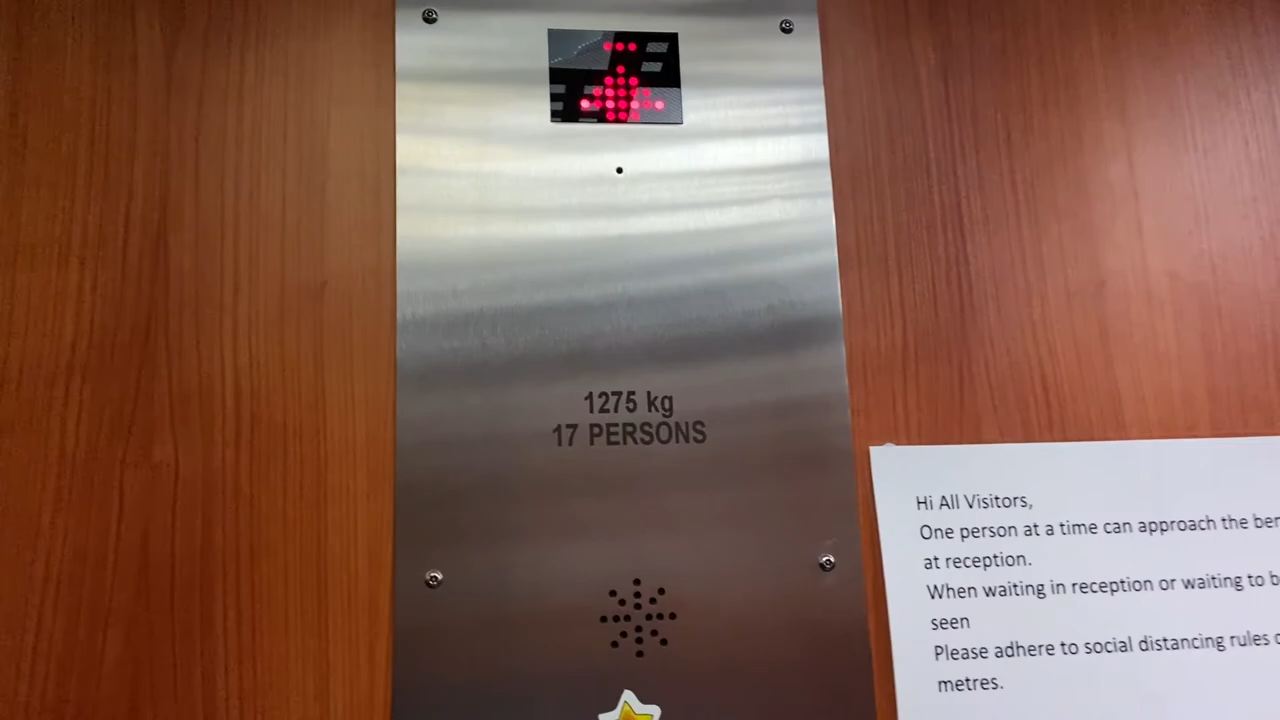 1275 kg
17 PERSONS
Hi All Visitors,
One person at a time can approach the
at reception.
When waiting in reception or waiting to
seen
Please adhere to social distancing rules
metres.